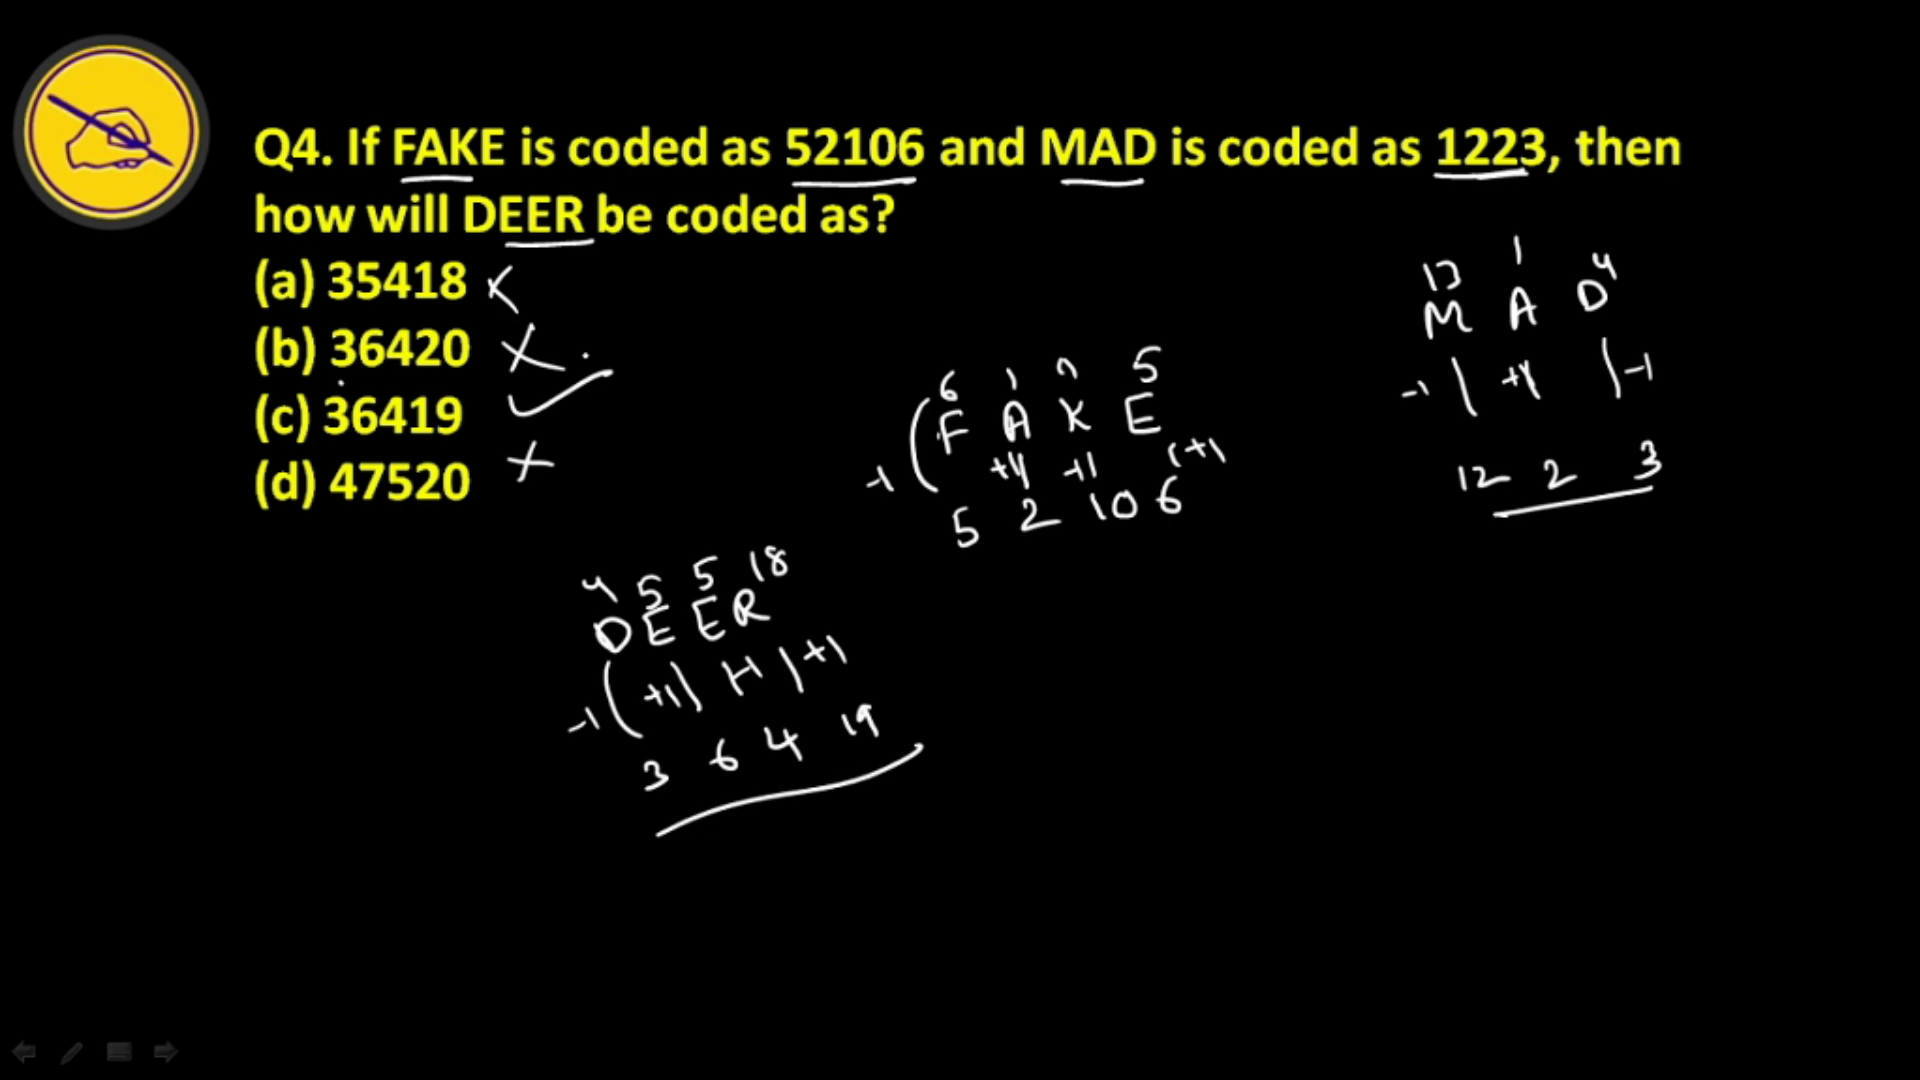 Q4. If FAKE is coded as 52106 and MAD is coded as 1223, then
how will DEER be coded as?
(a) 35418
(b) 36420
(c) 36419
(d) 47520
13 1 4
M A D
-1 +1 -1
12 2 3
6 1 11 5
F A K E
-1 +1 -1 +1
5 2 10 6
4 5 5 18
D E E R
-1 +1 -1 +1
3 6 4 19